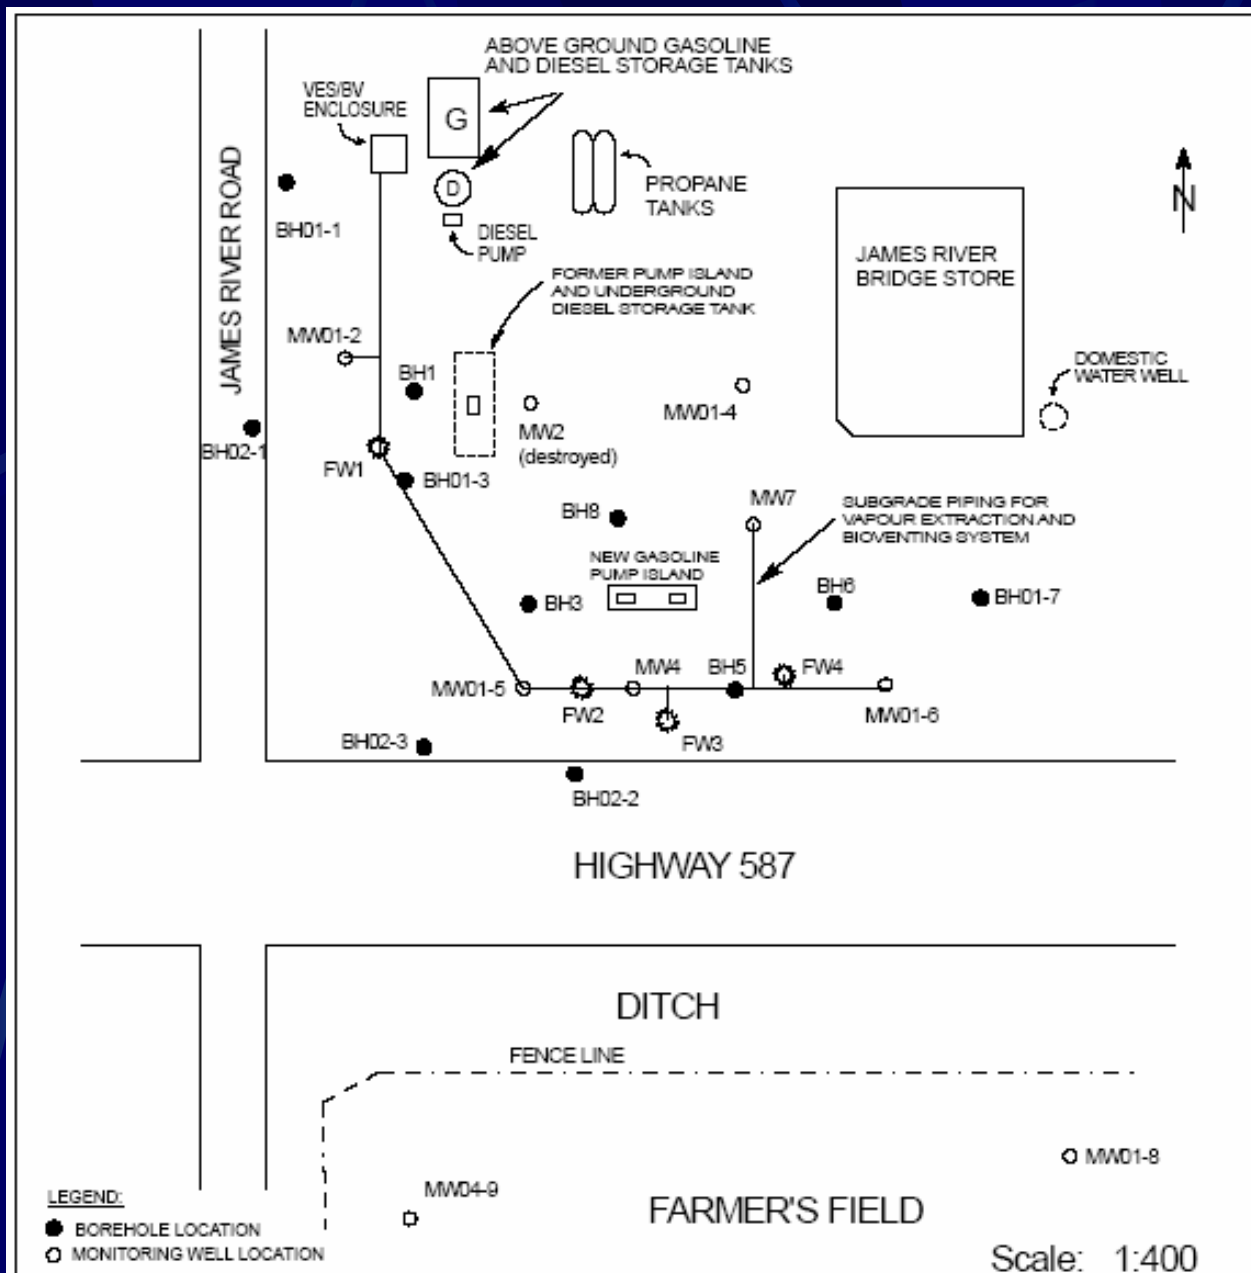 ABOVE GROUND GASOLINE
AND DIESEL STORAGE TANKS
VES/BV
ENCLOSURE
G
D
PROPANE
TANKS
N
JAMES RIVER ROAD
BH01-1
DIESEL
PUMP
JAMES RIVER
BRIDGE STORE
FORMER PUMP ISLAND
AND UNDERGROUND
DIESEL STORAGE TANK
MW01-2
BH1
DOMESTIC
WATER WELL
MW01-4
MW2
(destroyed)
BH02-1
FW1
BH01-3
BH8
MW7
SUBGRADE PIPING FOR
VAPOUR EXTRACTION AND
BIOVENTING SYSTEM
NEW GASOLINE
PUMP ISLAND
BH3
BH6
BH01-7
MW01-5
FW2
MW4
BH5
FW4
MW01-6
FW3
BH02-3
BH02-2
HIGHWAY 587
DITCH
FENCE LINE
MW01-8
MW04-9
FARMER'S FIELD
LEGEND:
BOREHOLE LOCATION
MONITORING WELL LOCATION
Scale: 1:400